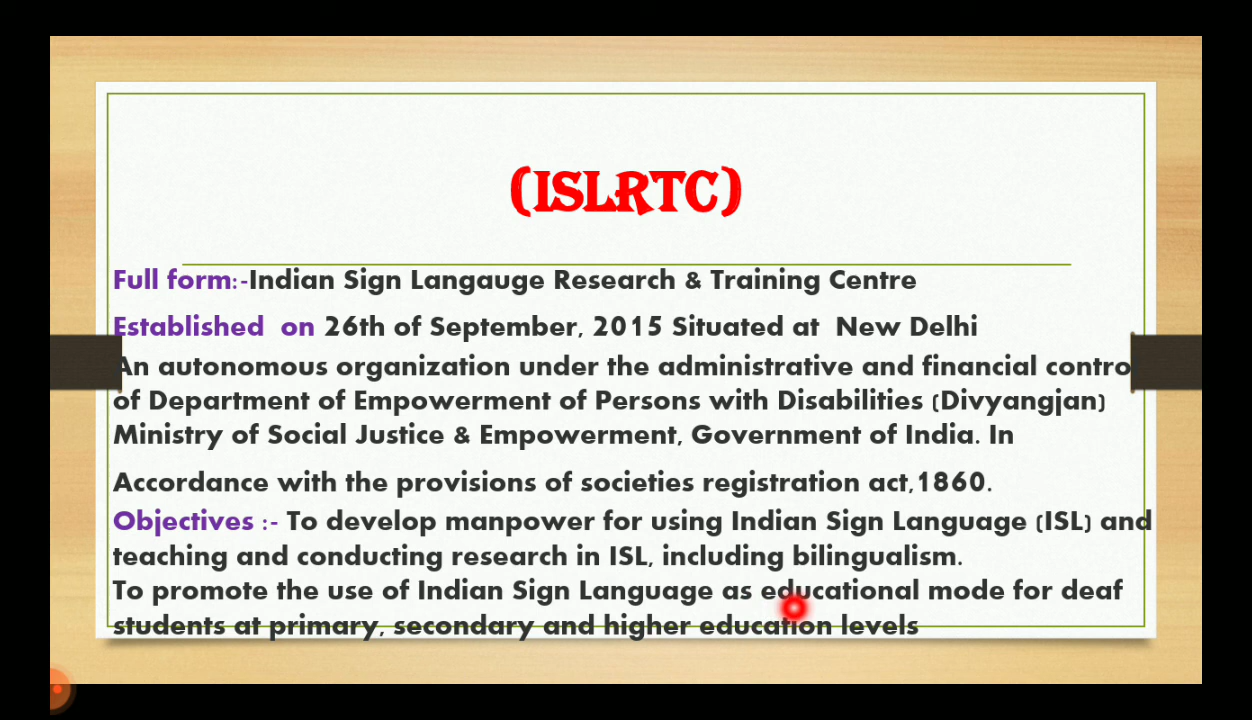 (ISLRTC)
Full form:-Indian Sign Langauge Research & Training Centre
Established on 26th of September, 2015 Situated at New Delhi
An autonomous organization under the administrative and financial control
of Department of Empowerment of Persons with Disabilities (Divyangjan)
Ministry of Social Justice & Empowerment, Government of India. In
Accordance with the provisions of societies registration act,1860.
Objectives :- To develop manpower for using Indian Sign Language (ISL) and
teaching and conducting research in ISL, including bilingualism.
To promote the use of Indian Sign Language as educational mode for deaf
students at primary, secondary and higher education levels